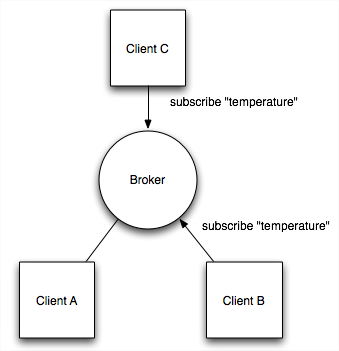 Client C
subscribe "temperature"
Broker
subscribe "temperature"
Client A
Client B